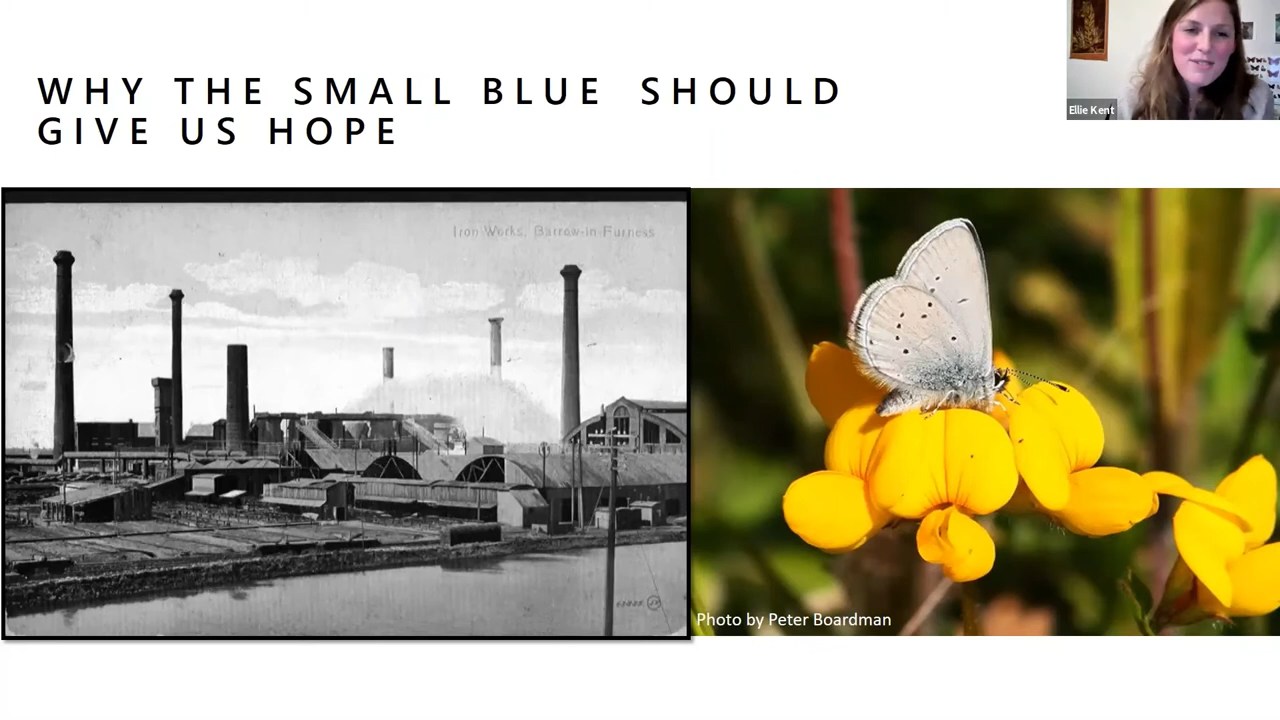 WHY THE SMALL BLUE SHOULD
GIVE US HOPE
Ellie Kent
Iron Works, Barrow-in-Furness
Photo by Peter Boardman